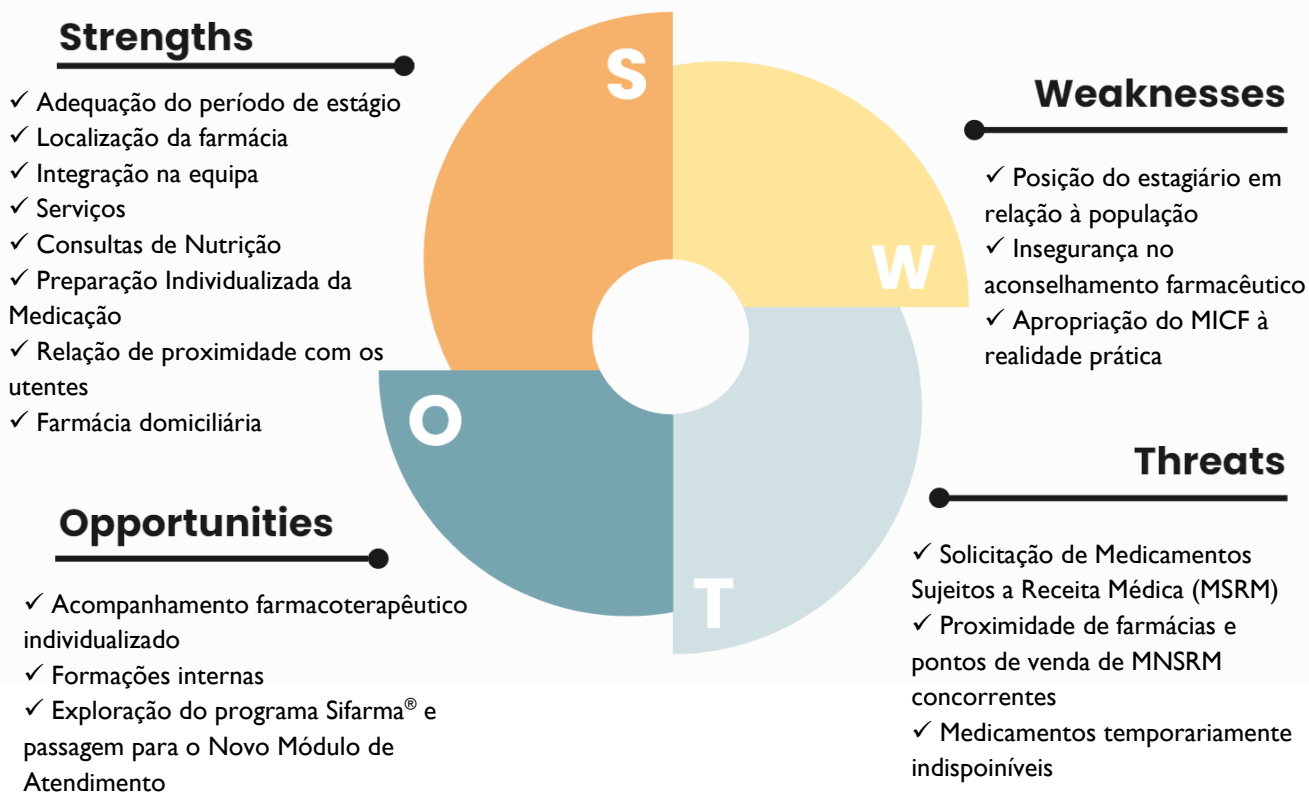 Strengths
✓ Adequação do período de estágio
✓ Localização da farmácia
✓ Integração na equipa
✓ Serviços
✓ Consultas de Nutrição
✓ Preparação Individualizada da
Medicação
✓ Relação de proximidade com os
utentes
✓ Farmácia domiciliária
S
W
O
T
Weaknesses
✓ Posição do estagiário em
relação à população
✓ Insegurança no
aconselhamento farmacêutico
✓ Apropriação do MICF à
realidade prática
Opportunities
✓ Acompanhamento farmacoterapêutico
individualizado
✓ Formações internas
✓ Exploração do programa Sifarma® e
passagem para o Novo Módulo de
Atendimento
Threats
✓ Solicitação de Medicamentos
Sujeitos a Receita Médica (MSRM)
✓ Proximidade de farmácias e
pontos de venda de MNSRM
concorrentes
✓ Medicamentos temporariamente
indispoiníveis